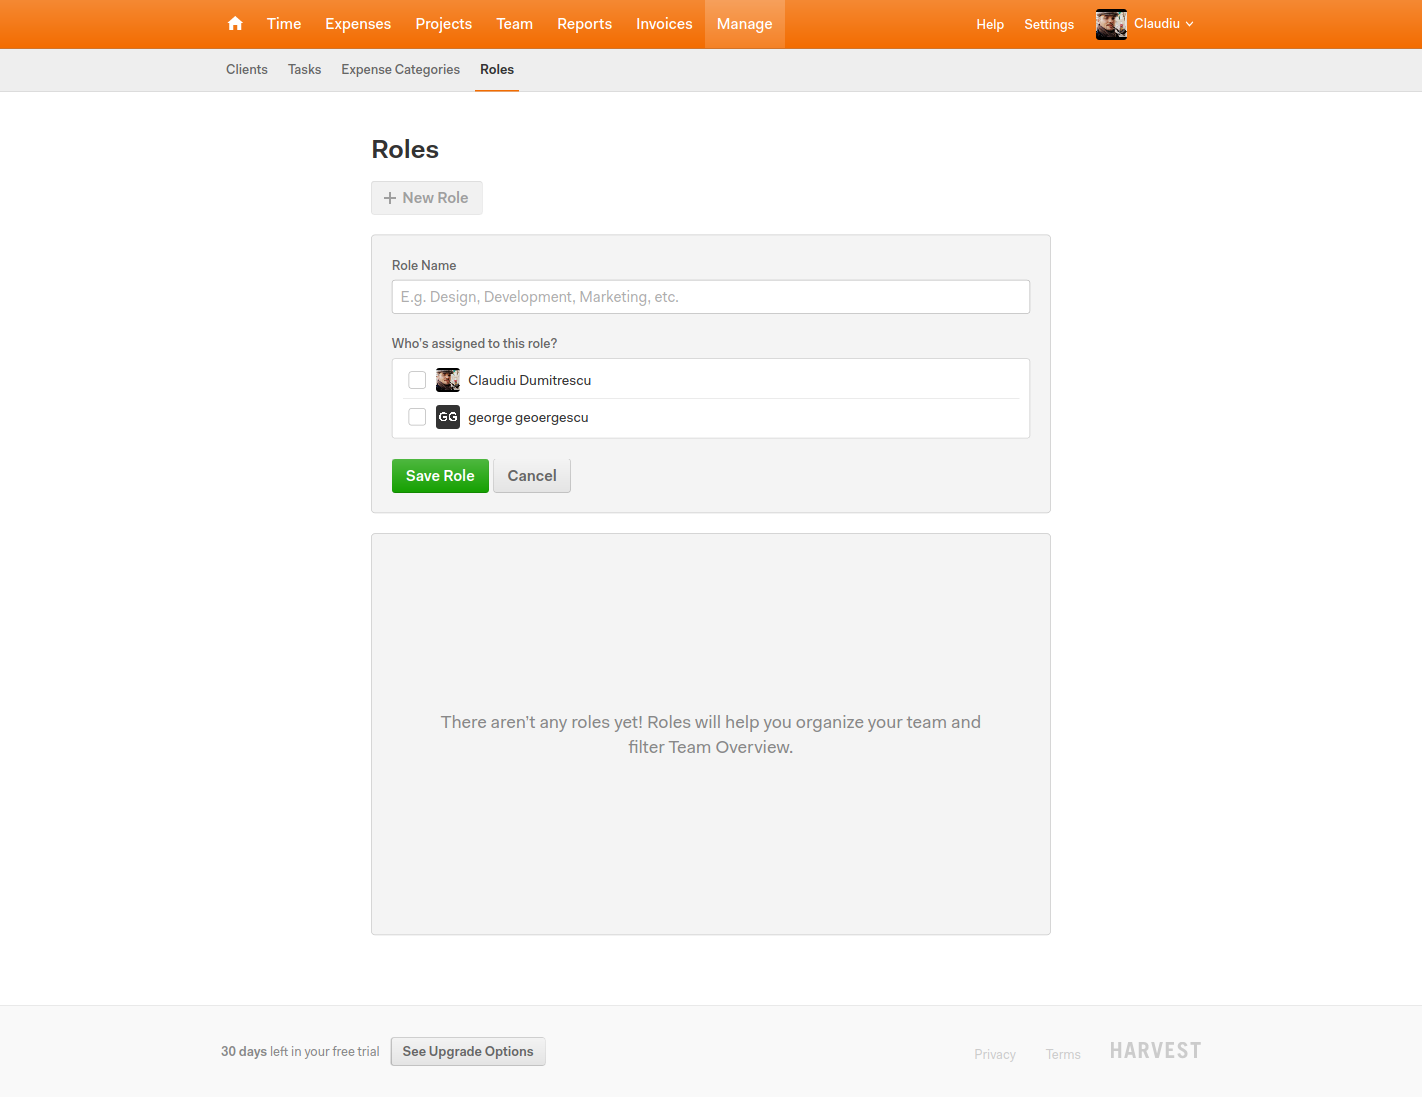 Time Expenses Projects Team Reports Invoices Manage Help Settings Claudiu
Clients Tasks Expense Categories Roles
Roles
+ New Role
Role Name
E.g. Design, Development, Marketing, etc.
Who's assigned to this role?
Claudiu Dumitrescu
GG george geoergescu
Save Role Cancel
There aren't any roles yet! Roles will help you organize your team and
filter Team Overview.
30 days left in your free trial See Upgrade Options Privacy Terms HARVEST